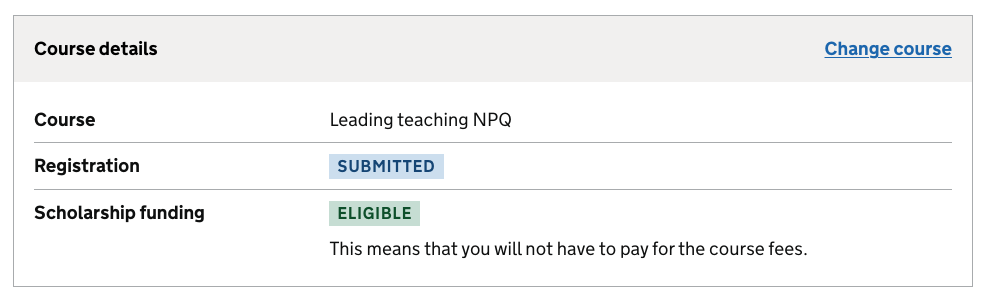 Course details
Change course
Course
Leading teaching NPQ
Registration
SUBMITTED
Scholarship funding
ELIGIBLE
This means that you will not have to pay for the course fees.